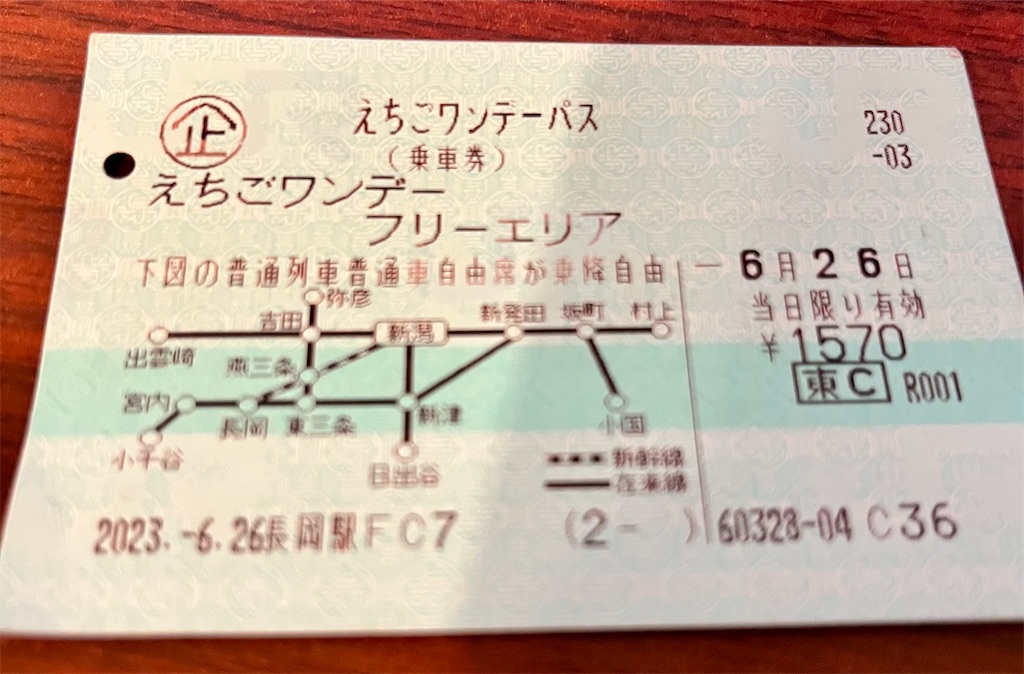 企
えちごワンデーパス
230
-03
(乗車券)
えちごワンデー
フリーエリア
下図の普通列車普通車自由席が乗降自由
- 6月26日
当日限り有効
¥1570
東C R001
弥彦
吉田
新潟
新発田
坂町
村上
出雲崎
燕三条
宮内
長岡
東三条
新津
小国
小千谷
日出谷
新幹線
在来線
2023.-6.26長岡駅FC7
(2- )
60328-04 C36